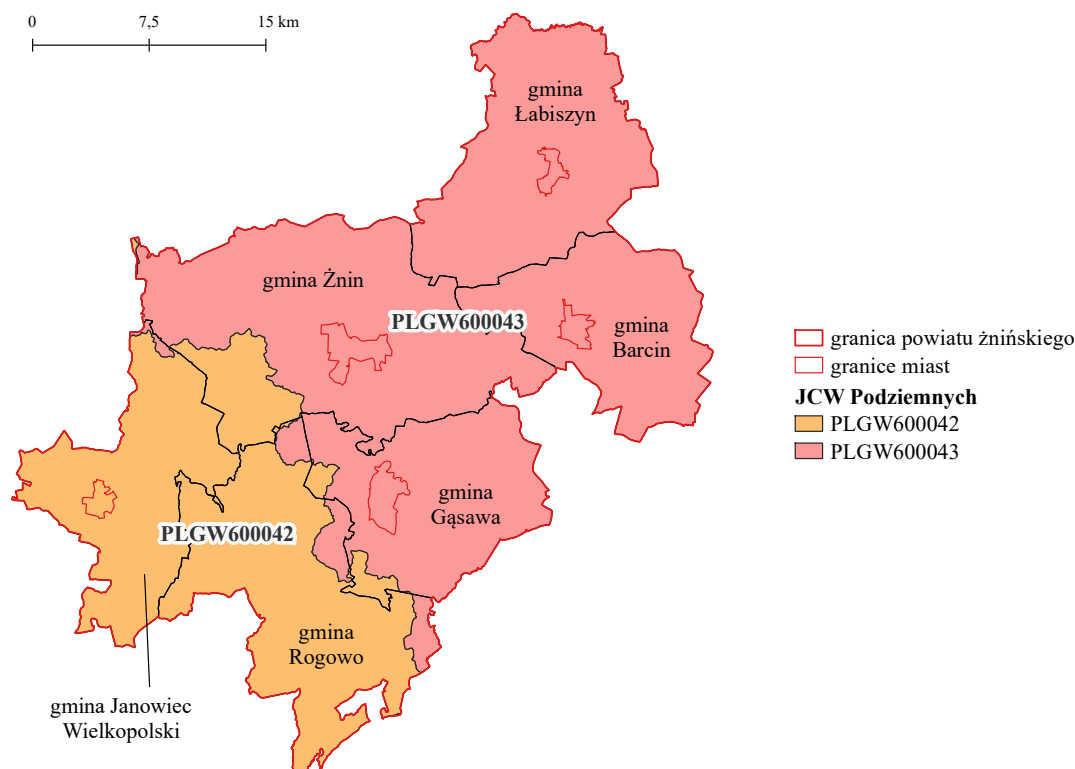 0 7,5 15 km
gmina
Łabiszyn
gmina Żnin
PLGW600043
gmina
Barcin
granica powiatu żnińskiego
granice miast
JCW Podziemnych
PLGW600042
PLGW600043
gmina
Gąsawa
PLGW600042
gmina
Rogowo
gmina Janowiec
Wielkopolski